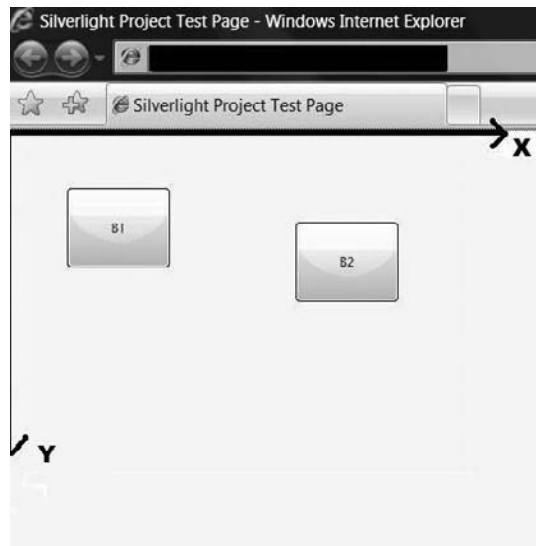 Silverlight Project Test Page - Windows Internet Explorer
Silverlight Project Test Page
X
B1
B2
Y